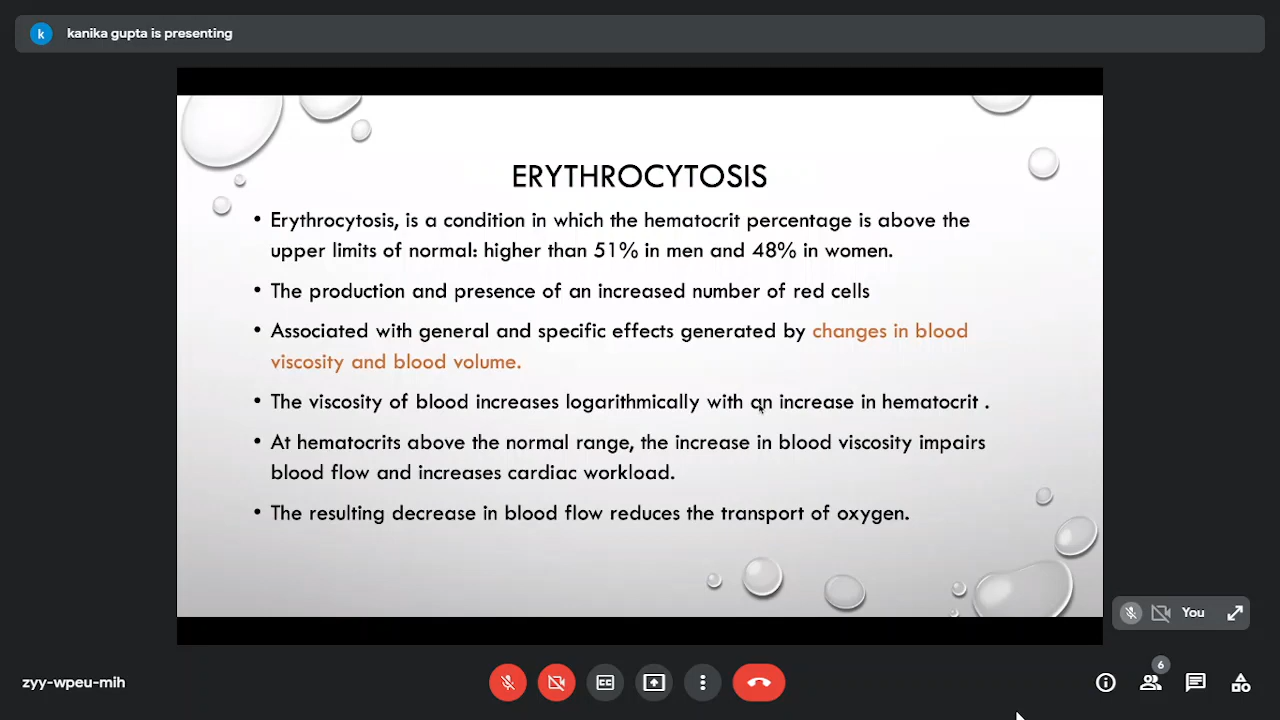 k
kanika gupta is presenting
ERYTHROCYTOSIS
• Erythrocytosis, is a condition in which the hematocrit percentage is above the
upper limits of normal: higher than 51% in men and 48% in women.
• The production and presence of an increased number of red cells
• Associated with general and specific effects generated by changes in blood
viscosity and blood volume.
• The viscosity of blood increases logarithmically with an increase in hematocrit .
• At hematocrits above the normal range, the increase in blood viscosity impairs
blood flow and increases cardiac workload.
• The resulting decrease in blood flow reduces the transport of oxygen.
You
zyy-wpeu-mih
CC
6